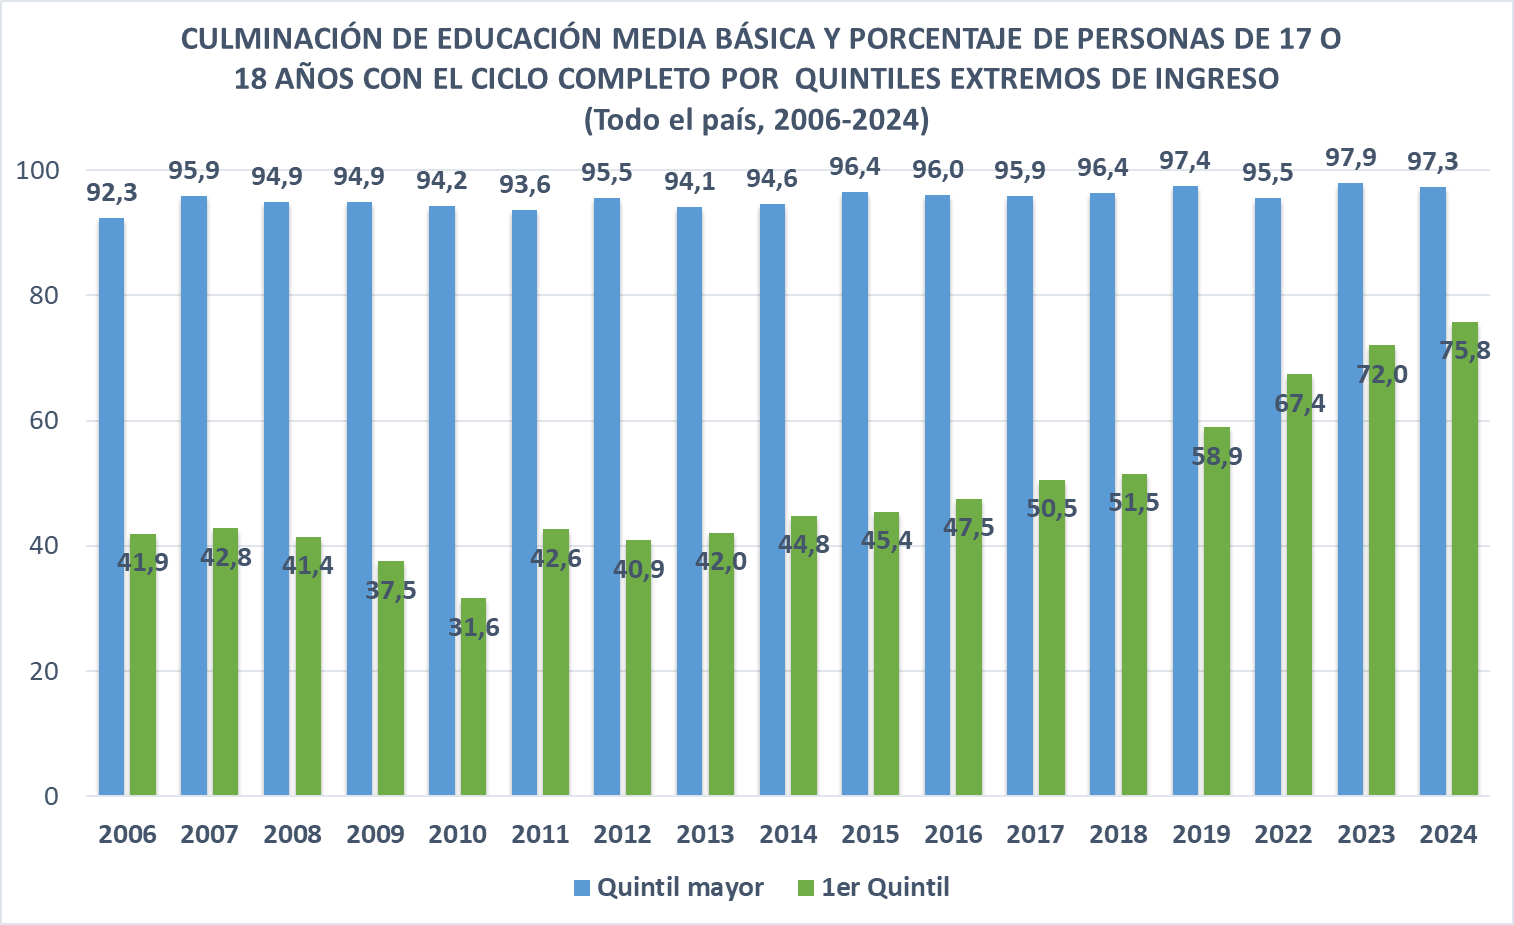 CULMINACIÓN DE EDUCACIÓN MEDIA BÁSICA Y PORCENTAJE DE PERSONAS DE 17 O
18 AÑOS CON EL CICLO COMPLETO POR QUINTILES EXTREMOS DE INGRESO
(Todo el país, 2006-2024)
100
80
60
40
20
0
92,3 95,9 94,9 94,9 94,2 93,6 95,5 94,1 94,6 96,4 96,0 95,9 96,4 97,4 95,5 97,9 97,3
41,9 42,8 41,4 37,5 31,6 42,6 40,9 42,0 44,8 45,4 47,5 50,5 51,5 58,9 67,4 72,0 75,8
2006 2007 2008 2009 2010 2011 2012 2013 2014 2015 2016 2017 2018 2019 2022 2023 2024
Quintil mayor 1er Quintil